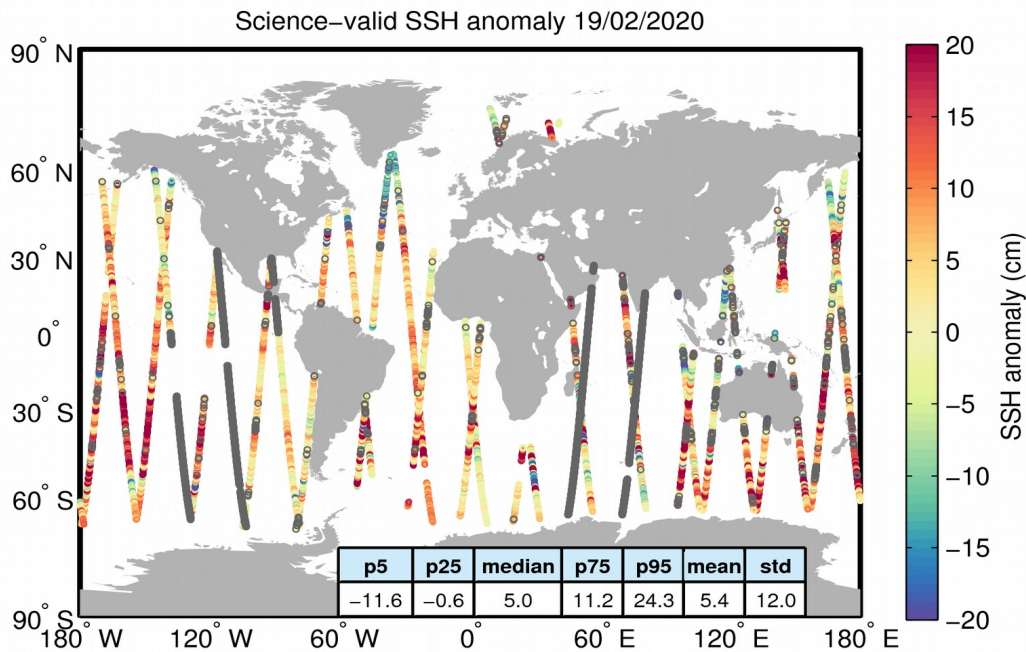 Science−valid SSH anomaly 19/02/2020
90° N
60° N
30° N
0°
30° S
60° S
90° S
180° W
120° W
60° W
0°
60° E
120° E
180° E
p5 p25 median p75 p95 mean std
−11.6 −0.6 5.0 11.2 24.3 5.4 12.0
20
15
10
5
0
−5
−10
−15
−20
SSH anomaly (cm)